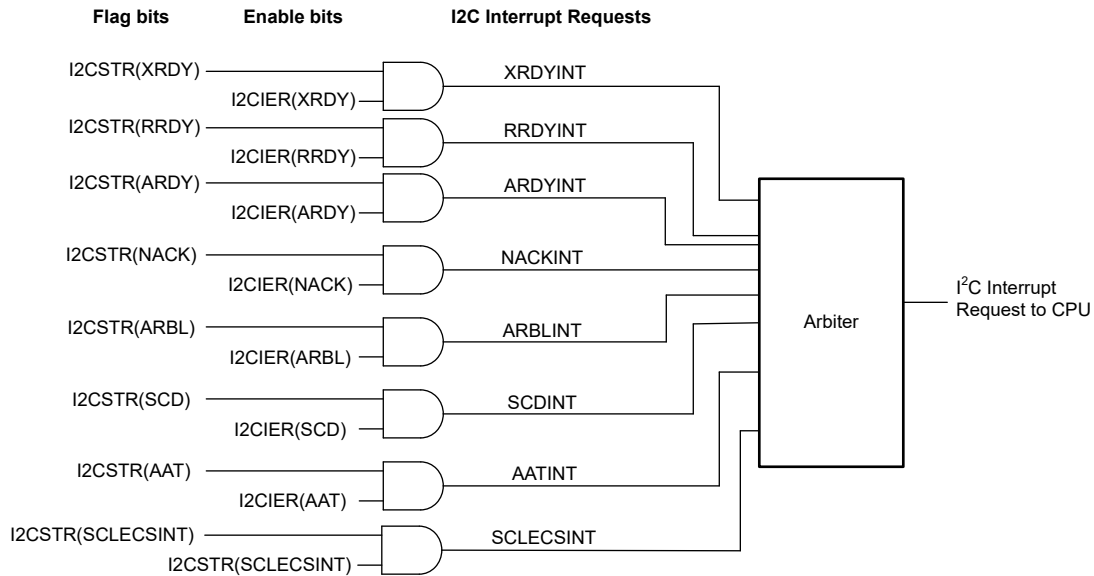 Flag bits Enable bits I2C Interrupt Requests
I2CSTR(XRDY)
XRDYINT
I2CIER(XRDY)
I2CSTR(RRDY)
RRDYINT
I2CIER(RRDY)
I2CSTR(ARDY)
ARDYINT
I2CIER(ARDY)
I2CSTR(NACK)
NACKINT
I2CIER(NACK)
I2CSTR(ARBL)
ARBLINT
I2CIER(ARBL)
I2CSTR(SCD)
SCDINT
I2CIER(SCD)
I2CSTR(AAT)
AATINT
I2CIER(AAT)
I2CSTR(SCLECSINT)
SCLECSINT
I2CSTR(SCLECSINT)
Arbiter
I²C Interrupt
Request to CPU